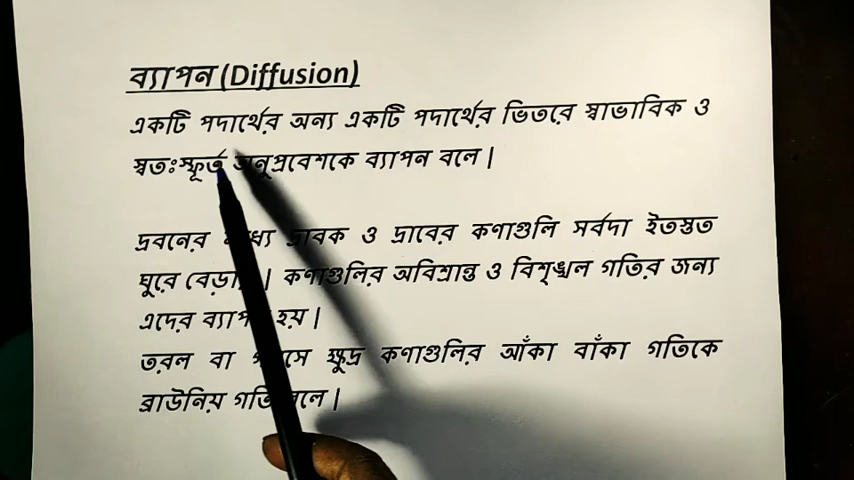 ব্যাপন (Diffusion)
একটি পদার্থের অন্য একটি পদার্থের ভিতরে স্বাভাবিক ও
স্বতঃস্ফূর্ত অনুপ্রবেশকে ব্যাপন বলে |
দ্রবনের দ্রাবক ও দ্রাবের কণাগুলি সর্বদা ইতস্তত
ঘুরে | কণাগুলির অবিশ্রান্ত ও বিশৃঙ্খল গতির জন্য
এদের হয় |
তরল বা ক্ষুদ্র কণাগুলির আঁকা বাঁকা গতিকে
ব্রাউনিয় গতি বলে |